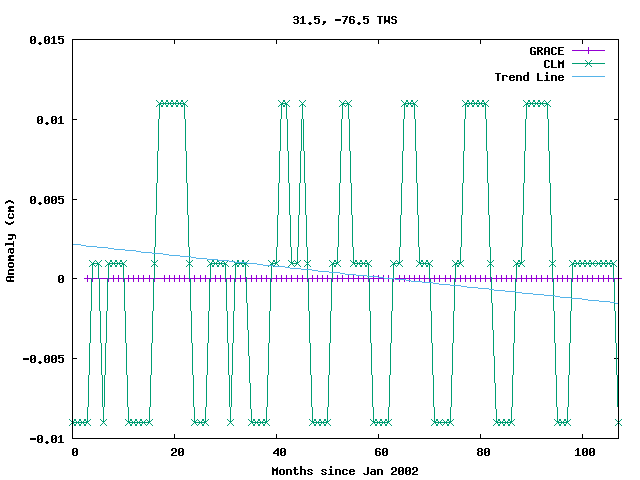 31.5, -76.5 TWS
GRACE
CLM
Trend Line
0.015
0.01
0.005
0
-0.005
-0.01
Anomaly (cm)
0 20 40 60 80 100
Months since Jan 2002